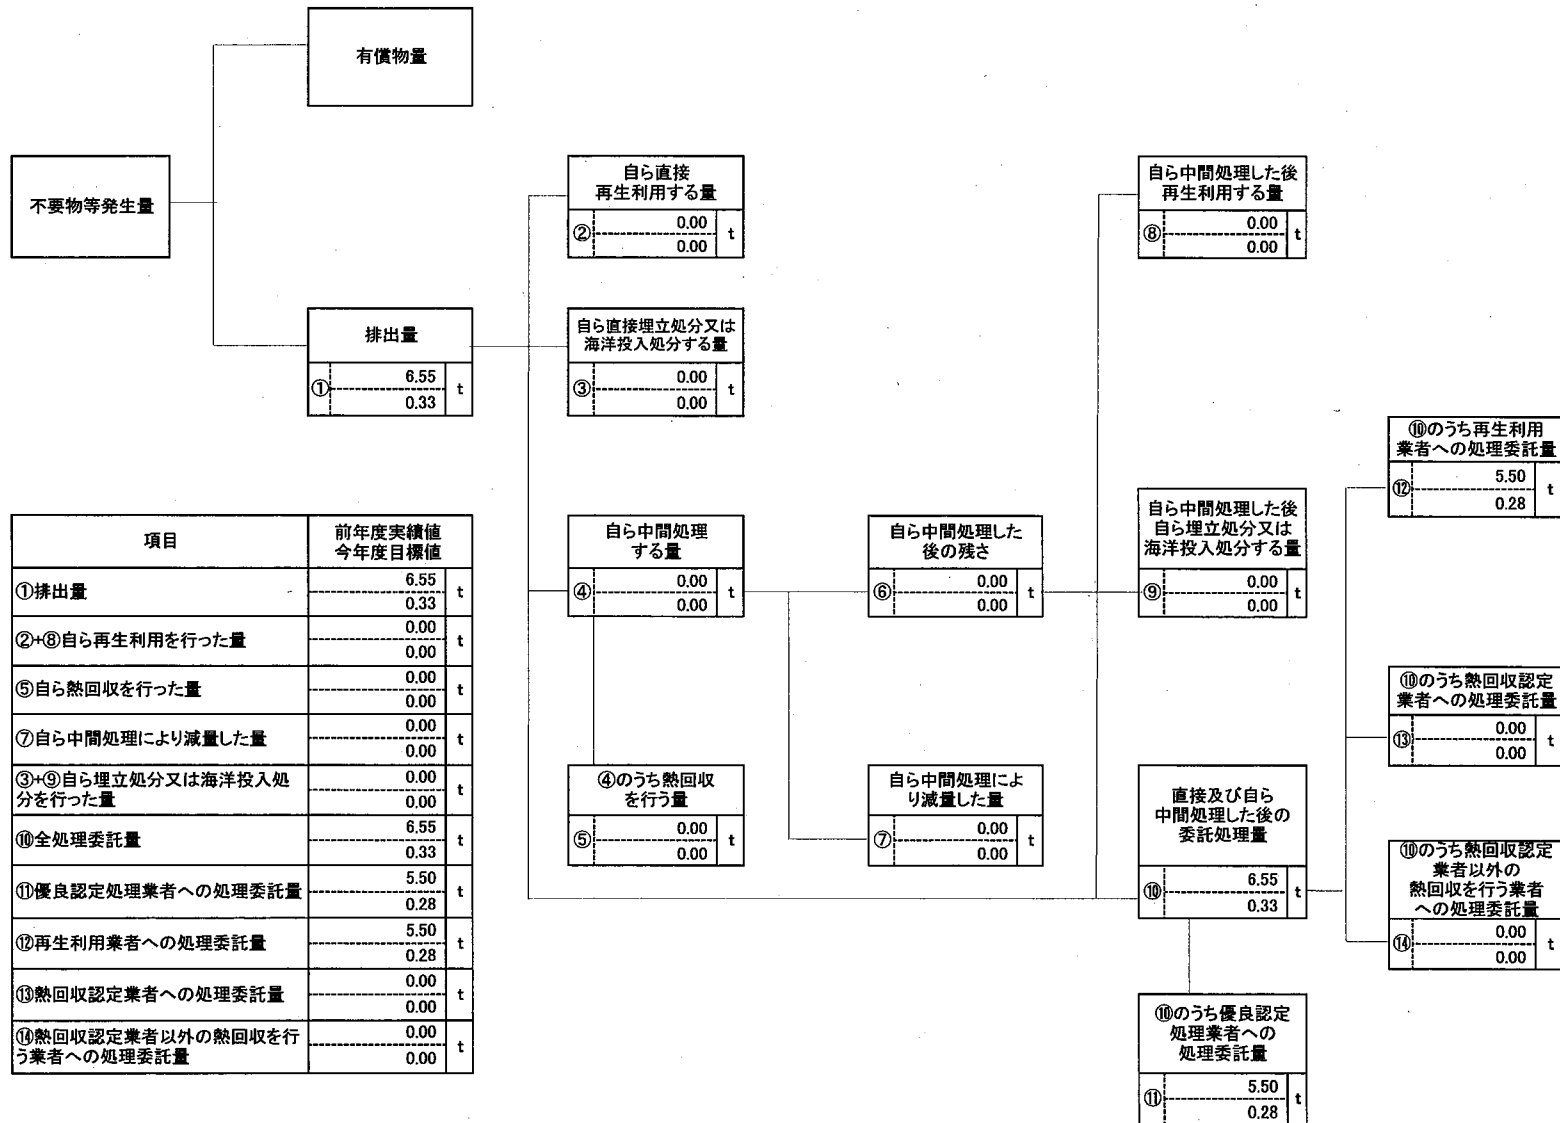 有償物量
不要物等発生量
排出量
①
6.55
0.33
t
自ら直接
再生利用する量
②
0.00
0.00
t
自ら直接埋立処分又は
海洋投入処分する量
③
0.00
0.00
t
自ら中間処理
する量
④
0.00
0.00
t
④のうち熱回収
を行う量
⑤
0.00
0.00
t
自ら中間処理した
後の残さ
⑥
0.00
0.00
t
自ら中間処理によ
り減量した量
⑦
0.00
0.00
t
自ら中間処理した後
再生利用する量
⑧
0.00
0.00
t
自ら中間処理した後
自ら埋立処分又は
海洋投入処分する量
⑨
0.00
0.00
t
直接及び自ら
中間処理した後の
委託処理量
⑩
6.55
0.33
t
⑩のうち優良認定
処理業者への
処理委託量
⑪
5.50
0.28
t
⑩のうち再生利用
業者への処理委託量
⑫
5.50
0.28
t
⑩のうち熱回収認定
業者への処理委託量
⑬
0.00
0.00
t
⑩のうち熱回収認定
業者以外の
熱回収を行う業者
への処理委託量
⑭
0.00
0.00
t
項目
前年度実績値
今年度目標値
①排出量
6.55
0.33
t
②+⑧自ら再生利用を行った量
0.00
0.00
t
⑤自ら熱回収を行った量
0.00
0.00
t
⑦自ら中間処理により減量した量
0.00
0.00
t
③+⑨自ら埋立処分又は海洋投入処
分を行った量
0.00
0.00
t
⑩全処理委託量
6.55
0.33
t
⑪優良認定処理業者への処理委託量
5.50
0.28
t
⑫再生利用業者への処理委託量
5.50
0.28
t
⑬熱回収認定業者への処理委託量
0.00
0.00
t
⑭熱回収認定業者以外の熱回収を行
う業者への処理委託量
0.00
0.00
t